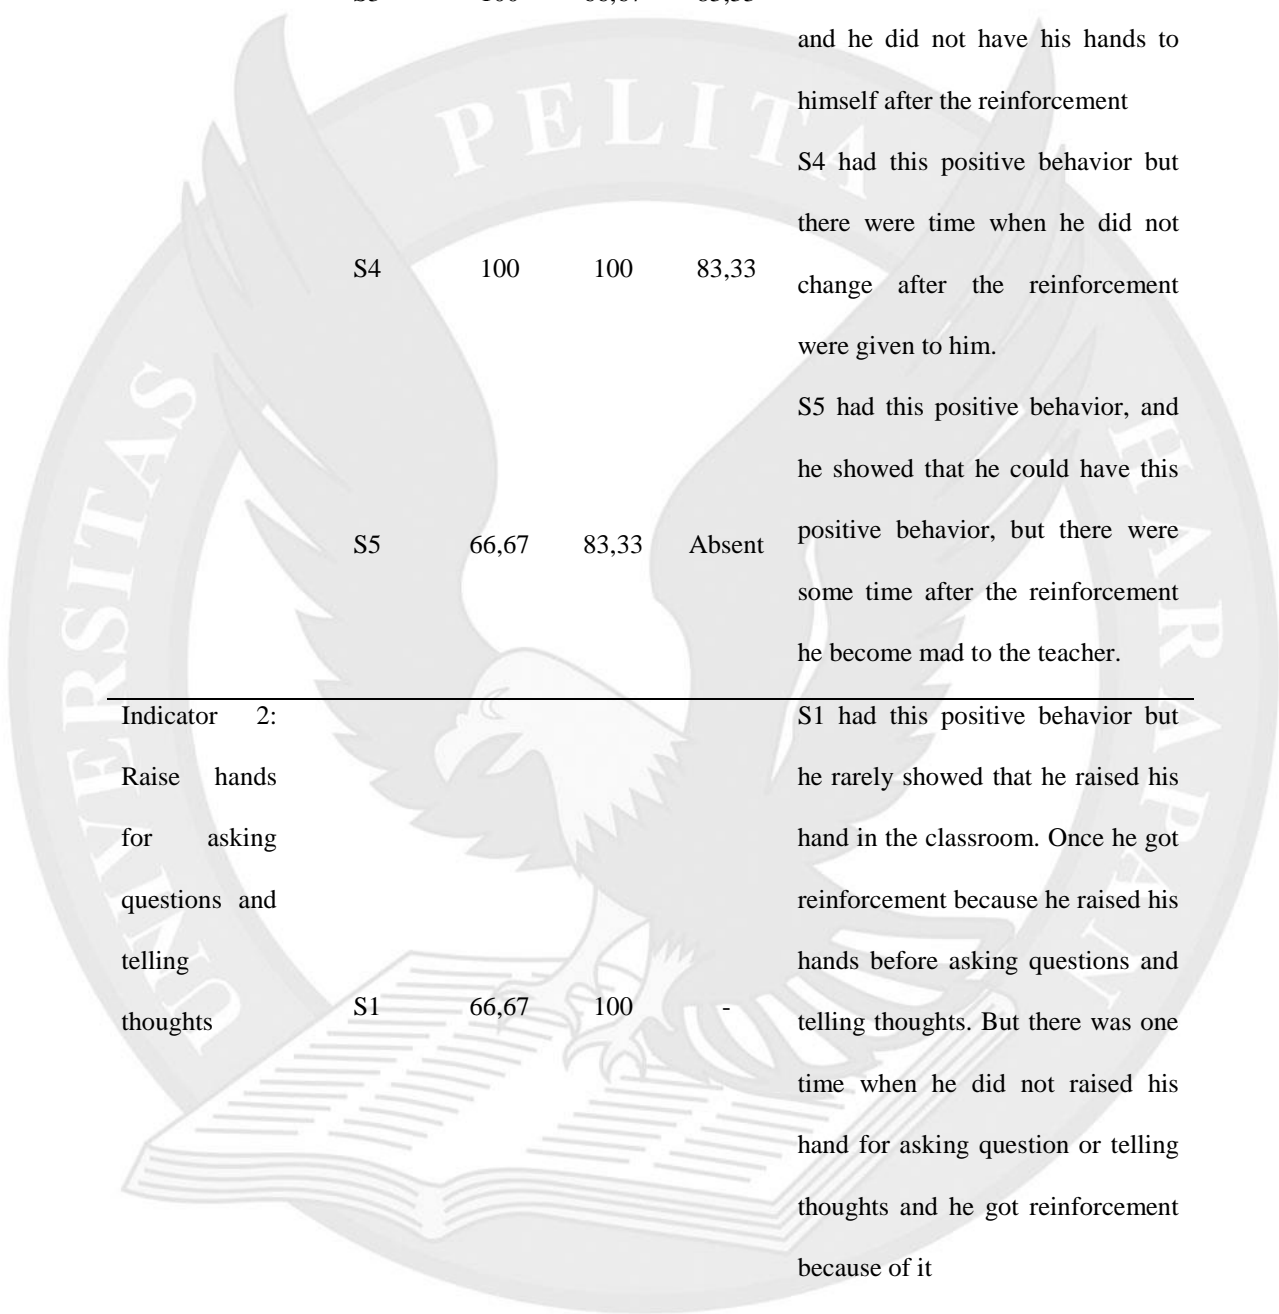 and he did not have his hands to
himself after the reinforcement
S4 had this positive behavior but
there were time when he did not
S4 100 100 83,33
change after the reinforcement
were given to him.
S5 had this positive behavior, and
he showed that he could have this
S5 66,67 83,33 Absent
positive behavior, but there were
some time after the reinforcement
he become mad to the teacher.
Indicator 2:
Raise hands
for asking
questions and
telling
thoughts
S1 66,67 100 -
S1 had this positive behavior but
he rarely showed that he raised his
hand in the classroom. Once he got
reinforcement because he raised his
hands before asking questions and
telling thoughts. But there was one
time when he did not raised his
hand for asking question or telling
thoughts and he got reinforcement
because of it
UNIVERSITAS PELITA HARAPAN